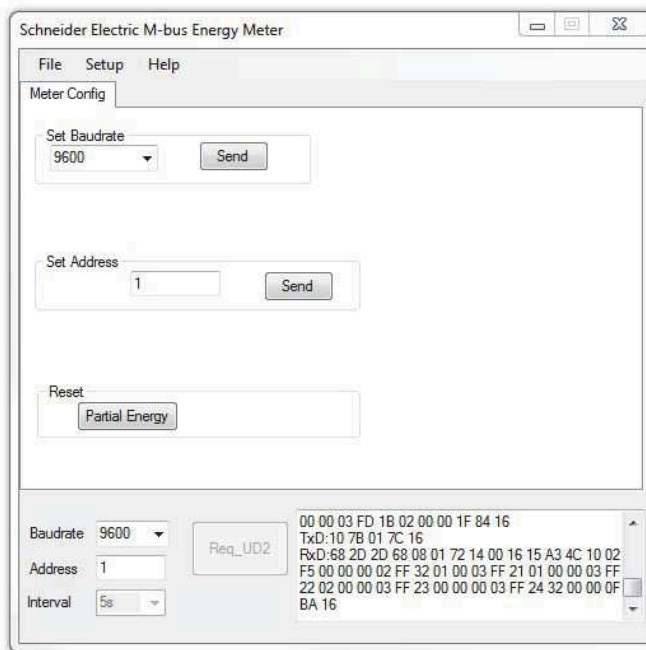 Schneider Electric M-bus Energy Meter
File Setup Help
Meter Config
Set Baudrate
9600 Send
Set Address
1 Send
Reset
Partial Energy
Baudrate 9600
Address 1
Interval 5s
Req_UD2
00 00 03 FD 1B 02 00 00 1F 84 16
TxD:10 7B 01 7C 16
RxD:68 2D 2D 68 08 01 72 14 00 16 15 A3 4C 10 02
F5 00 00 00 02 FF 32 01 00 03 FF 21 01 00 00 03 FF
22 02 00 00 03 FF 23 00 00 00 03 FF 24 32 00 00 0F
BA 16